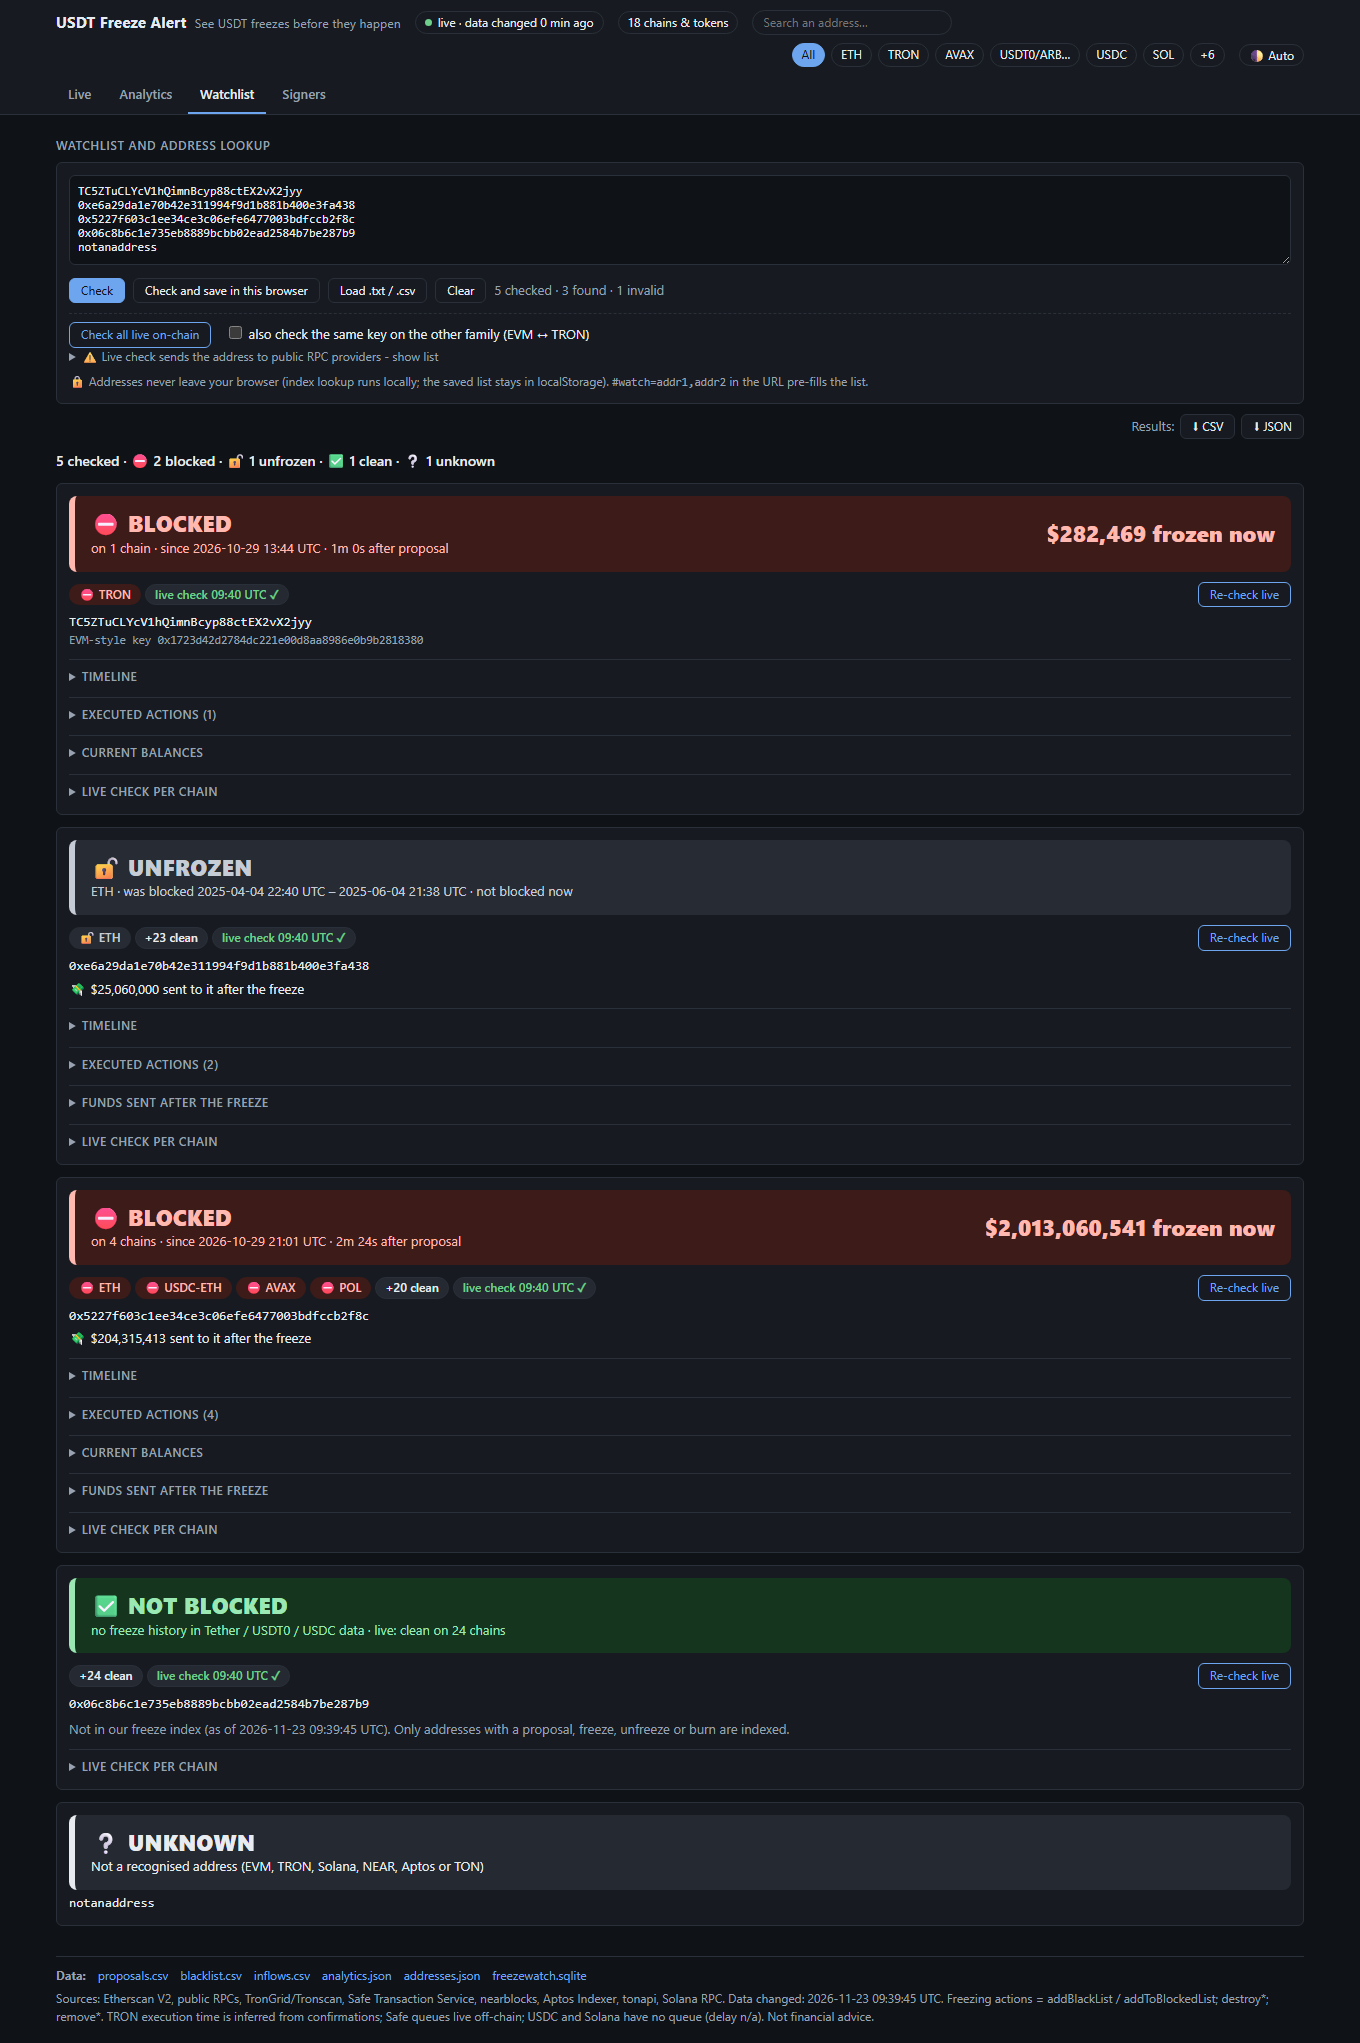 USDT Freeze Alert See USDT freezes before they happen live · data changed 0 min ago 18 chains & tokens Search an address...
All ETH TRON AVAX USDT0/ARB... USDC SOL +6 Auto
Live Analytics Watchlist Signers
WATCHLIST AND ADDRESS LOOKUP
TC5ZTuCLYcV1hQimnBcyp88ctEX2vX2jyy
0xe6a29da1e70b42e311994f9d1b881b400e3fa438
0x5227f603c1ee34ce3c06efe6477003bdfccb2f8c
0x06c8b6c1e735eb8889bcbb02ead2584b7be287b9
notanaddress
Check Check and save in this browser Load .txt / .csv Clear 5 checked · 3 found · 1 invalid
Check all live on-chain also check the same key on the other family (EVM ↔ TRON)
▶ ⚠️ Live check sends the address to public RPC providers - show list
🔒 Addresses never leave your browser (index lookup runs locally; the saved list stays in localStorage). #watch=addr1,addr2 in the URL pre-fills the list.
Results: ⬇ CSV ⬇ JSON
5 checked · ⛔ 2 blocked · 🔓 1 unfrozen · ✅ 1 clean · ❔ 1 unknown
⛔ BLOCKED
on 1 chain · since 2026-10-29 13:44 UTC · 1m 0s after proposal
$282,469 frozen now
⛔ TRON live check 09:40 UTC ✓ Re-check live
TC5ZTuCLYcV1hQimnBcyp88ctEX2vX2jyy
EVM-style key 0x1723d42d2784dc221e00d8aa8986e0b9b2818380
▶ TIMELINE
▶ EXECUTED ACTIONS (1)
▶ CURRENT BALANCES
▶ LIVE CHECK PER CHAIN
🔓 UNFROZEN
ETH · was blocked 2025-04-04 22:40 UTC – 2025-06-04 21:38 UTC · not blocked now
🔓 ETH +23 clean live check 09:40 UTC ✓ Re-check live
0xe6a29da1e70b42e311994f9d1b881b400e3fa438
💸 $25,060,000 sent to it after the freeze
▶ TIMELINE
▶ EXECUTED ACTIONS (2)
▶ FUNDS SENT AFTER THE FREEZE
▶ LIVE CHECK PER CHAIN
⛔ BLOCKED
on 4 chains · since 2026-10-29 21:01 UTC · 2m 24s after proposal
$2,013,060,541 frozen now
⛔ ETH ⛔ USDC-ETH ⛔ AVAX ⛔ POL +20 clean live check 09:40 UTC ✓ Re-check live
0x5227f603c1ee34ce3c06efe6477003bdfccb2f8c
💸 $204,315,413 sent to it after the freeze
▶ TIMELINE
▶ EXECUTED ACTIONS (4)
▶ CURRENT BALANCES
▶ FUNDS SENT AFTER THE FREEZE
▶ LIVE CHECK PER CHAIN
✅ NOT BLOCKED
no freeze history in Tether / USDT0 / USDC data · live: clean on 24 chains
+24 clean live check 09:40 UTC ✓ Re-check live
0x06c8b6c1e735eb8889bcbb02ead2584b7be287b9
Not in our freeze index (as of 2026-11-23 09:39:45 UTC). Only addresses with a proposal, freeze, unfreeze or burn are indexed.
▶ LIVE CHECK PER CHAIN
❔ UNKNOWN
Not a recognised address (EVM, TRON, Solana, NEAR, Aptos or TON)
notanaddress
Data: proposals.csv blacklist.csv inflows.csv analytics.json addresses.json freezewatch.sqlite
Sources: Etherscan V2, public RPCs, TronGrid/Tronscan, Safe Transaction Service, nearblocks, Aptos Indexer, tonapi, Solana RPC. Data changed: 2026-11-23 09:39:45 UTC. Freezing actions = addBlackList / addToBlockedList; destroy*;
remove*. TRON execution time is inferred from confirmations; Safe queues live off-chain; USDC and Solana have no queue (delay n/a). Not financial advice.